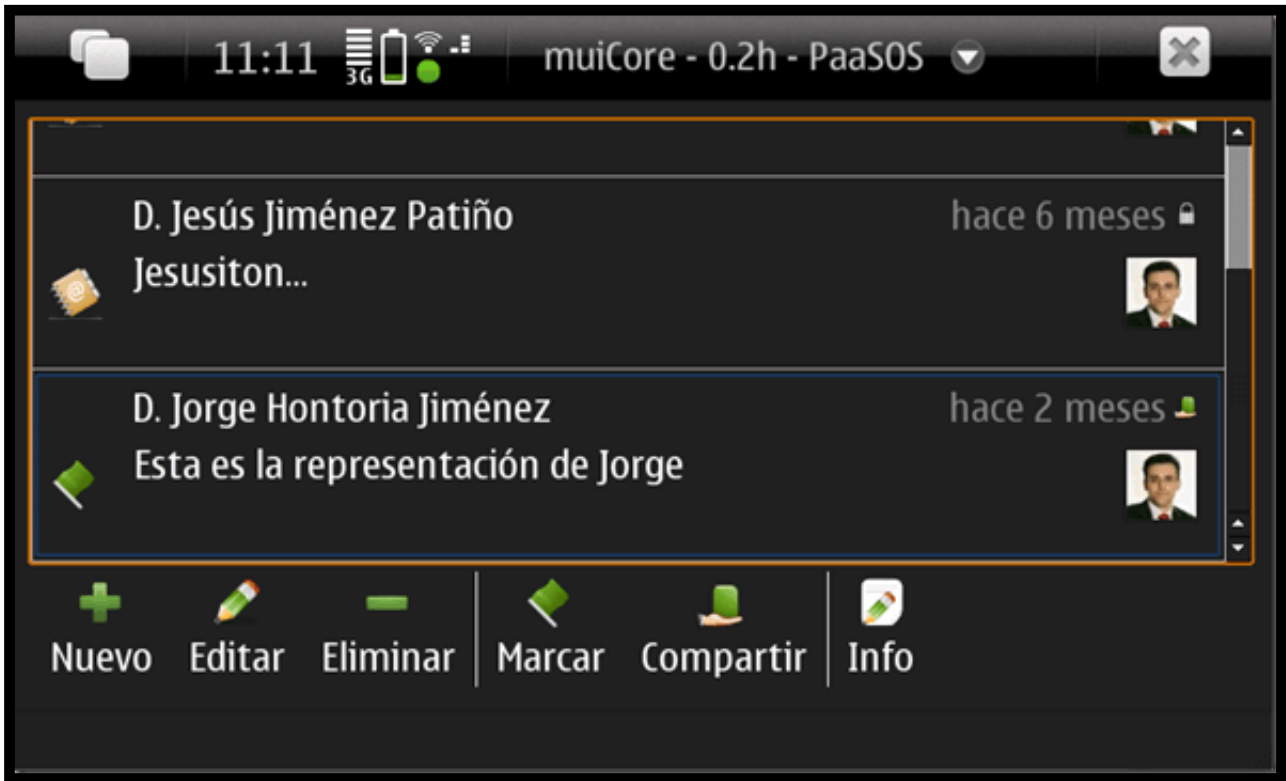 11:11 3G muiCore - 0.2h - PaaSOS
D. Jesús Jiménez Patiño hace 6 meses
Jesusiton...
D. Jorge Hontoria Jiménez hace 2 meses
Esta es la representación de Jorge
Nuevo Editar Eliminar Marcar Compartir Info